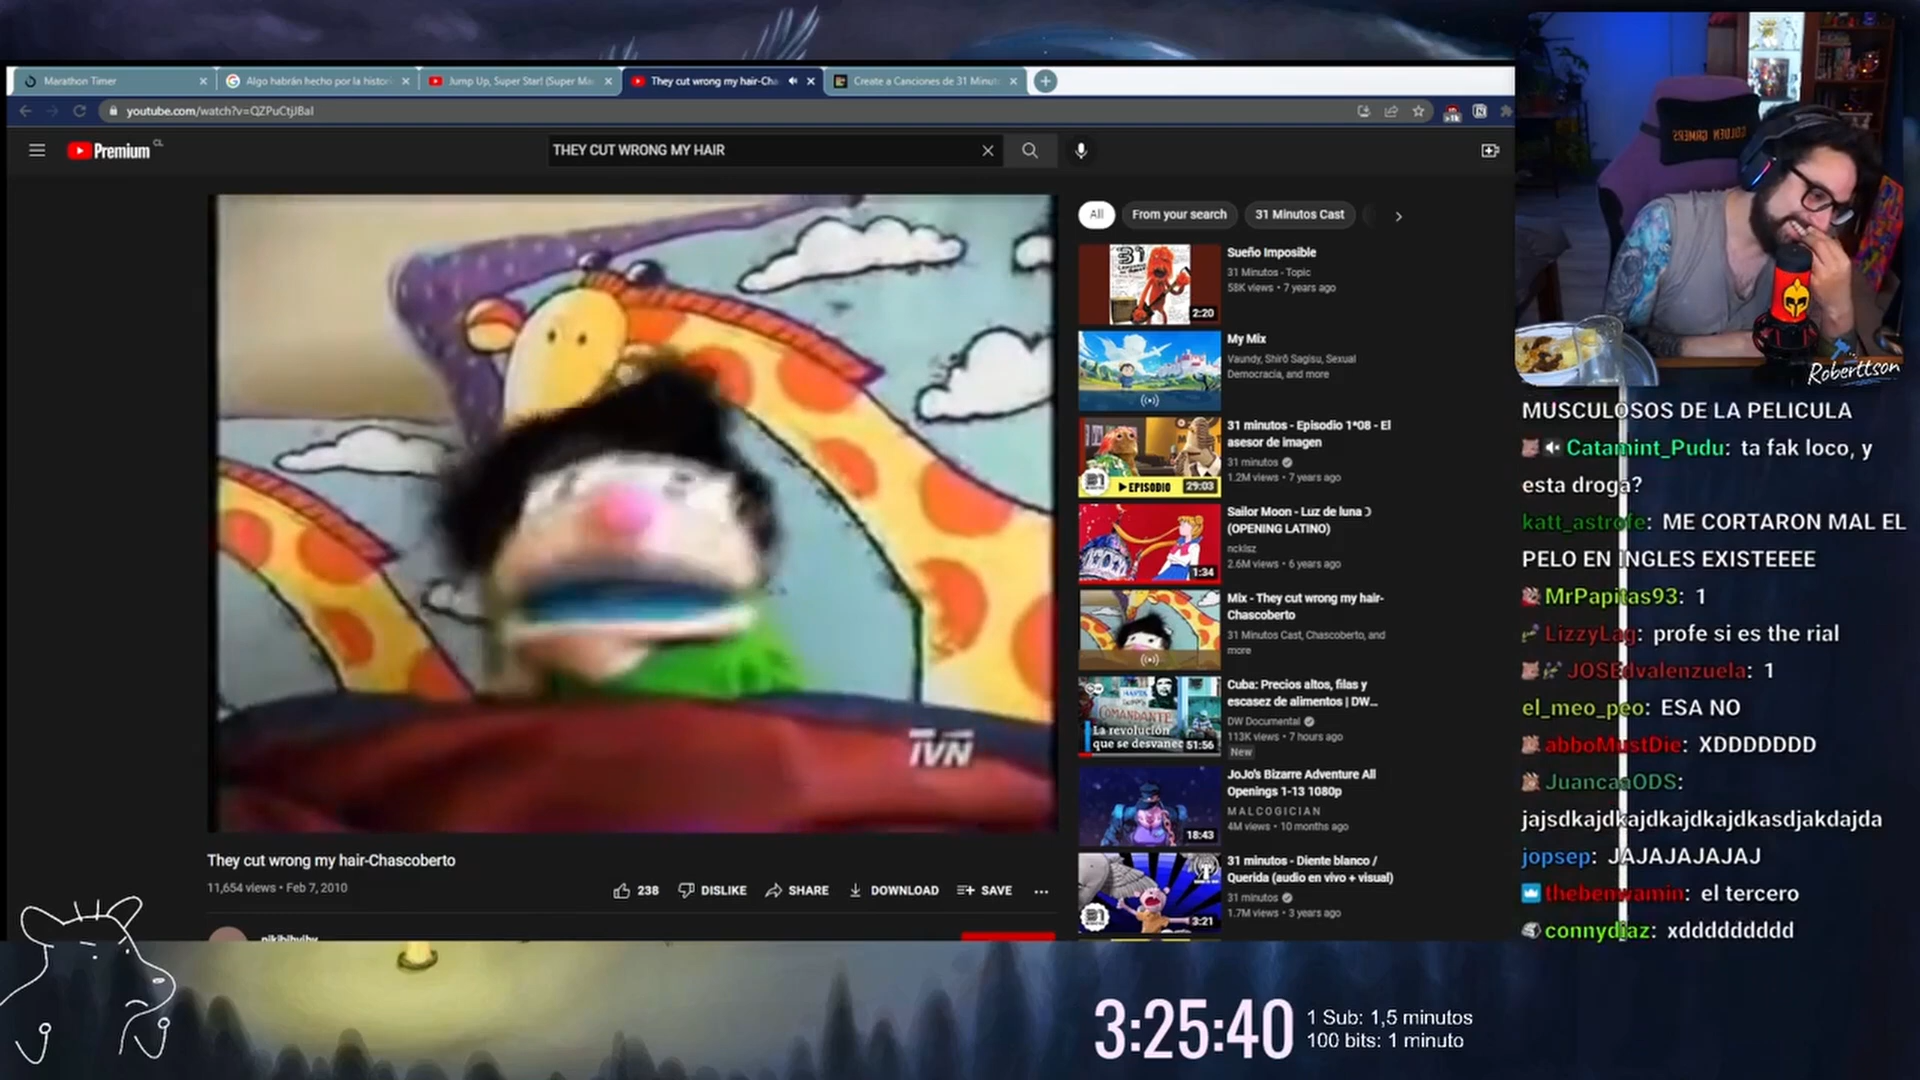 Marathon Timer
Algo habrán hecho por la histori
Jump Up, Super Star! (Super Ma
They cut wrong my hair-Cha
Create a Canciones de 31 Minut
youtube.com/watch?v=QZPuCtjJBaI
Premium CL
THEY CUT WRONG MY HAIR
All
From your search
31 Minutos Cast
Sueño Imposible
31 Minutos - Topic
58K views • 7 years ago
2:20
My Mix
Vaundy, Shirō Sagisu, Sexual
Democracia, and more
31 minutos - Episodio 1*08 - El
asesor de imagen
31 minutos
1.2M views • 7 years ago
EPISODIO
29:03
Sailor Moon - Luz de luna ☽
(OPENING LATINO)
ncklsz
2.6M views • 6 years ago
1:34
Mix - They cut wrong my hair-
Chascoberto
31 Minutos Cast, Chascoberto, and
more
Cuba: Precios altos, filas y
escasez de alimentos | DW...
DW Documental
113K views • 7 hours ago
New
COMANDANTE
La revolución
que se desvanec
51:56
JoJo's Bizarre Adventure All
Openings 1-13 1080p
MALCOGICIAN
4M views • 10 months ago
18:43
31 minutos - Diente blanco /
Querida (audio en vivo + visual)
31 minutos
1.7M views • 3 years ago
3:21
TVN
They cut wrong my hair-Chascoberto
11,654 views • Feb 7, 2010
238
DISLIKE
SHARE
DOWNLOAD
SAVE
GOLDEN GAMERS
Roberttson
MUSCULOSOS DE LA PELICULA
Catamint_Pudu: ta fak loco, y
esta droga?
katt_astrofe: ME CORTARON MAL EL
PELO EN INGLES EXISTEEEE
MrPapitas93: 1
LizzyLag: profe si es the rial
JOSEdvalenzuela: 1
el_meo_peo: ESA NO
abboMustDie: XDDDDDDD
JuancaaODS:
jajsdkajdkajdkajdkajdkasdjakdajda
jopsep: JAJAJAJAJAJ
thebenwamin: el tercero
connydiaz: xddddddddd
3:25:40
1 Sub: 1,5 minutos
100 bits: 1 minuto